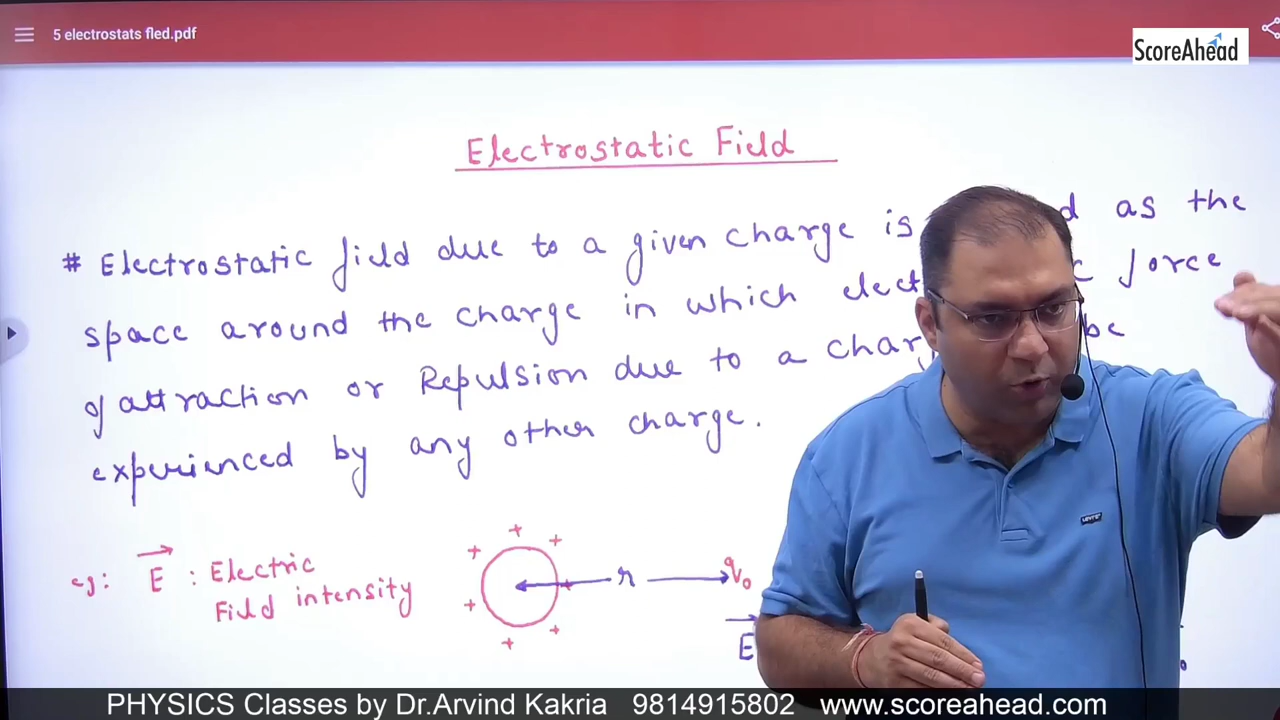 5 electrostats fled.pdf
ScoreAhead
Electrostatic Field
# Electrostatic field due to a given charge is as the
space around the charge in which force
of attraction or Repulsion due to a be
experienced by any other charge.
eg: E : Electric
Field intensity
+ + + + + + + +
r
q₀
E
LEVI'S
PHYSICS Classes by Dr.Arvind Kakria 9814915802 www.scoreahead.com